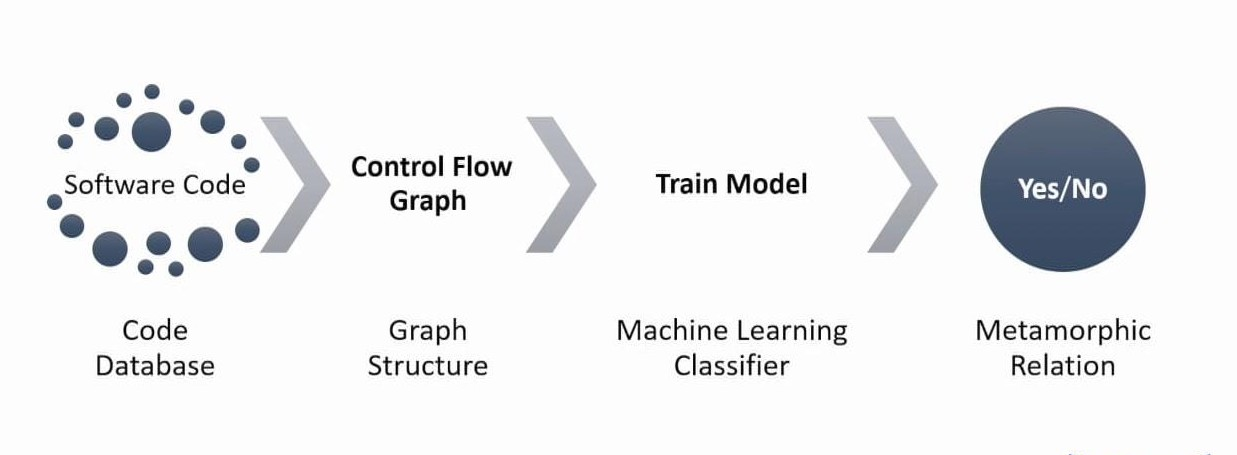 Software Code
Control Flow
Graph
Train Model
Yes/No
Code
Database
Graph
Structure
Machine Learning
Classifier
Metamorphic
Relation